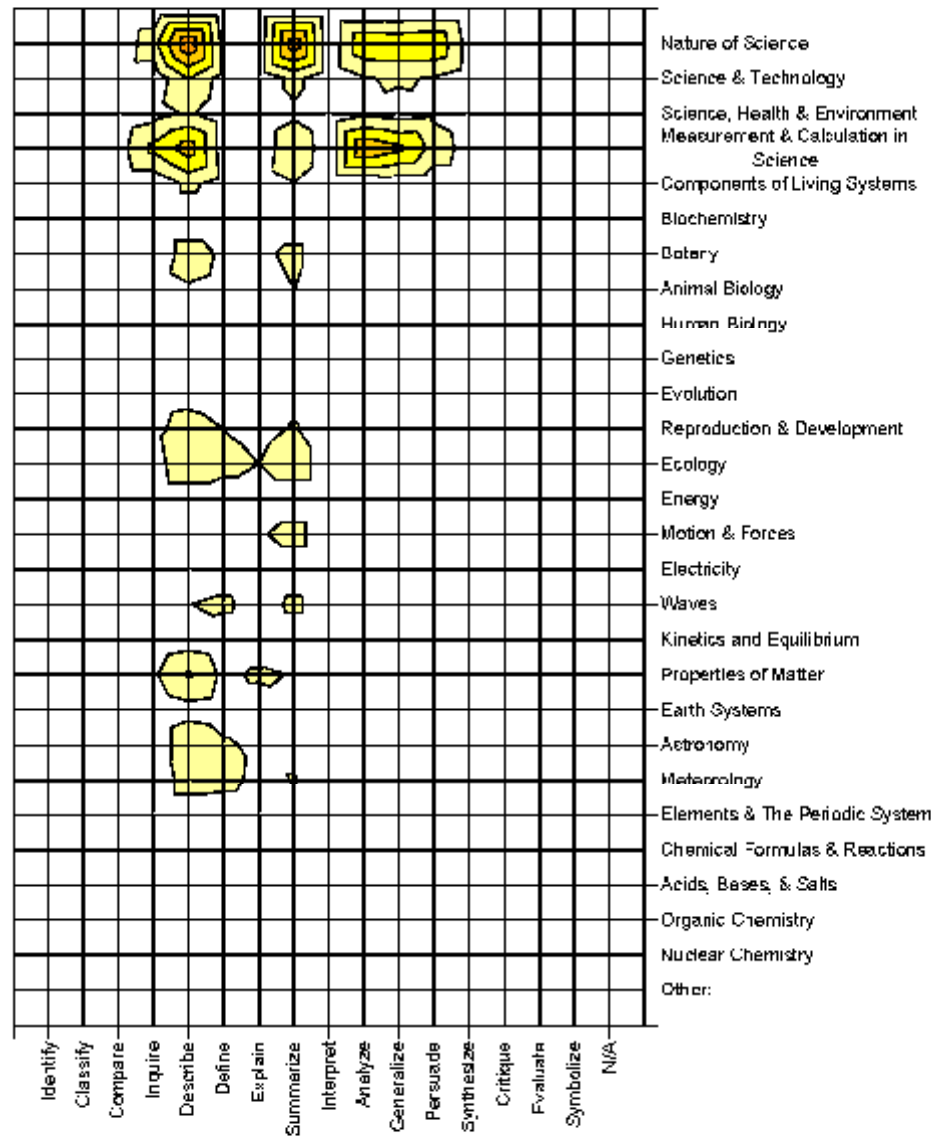 Nature of Science
Science & Technology
Science, Health & Environment
Measurement & Calculation in
Science
Components of Living Systems
Biochemistry
Botany
Animal Biology
Human Biology
Genetics
Evolution
Reproduction & Development
Ecology
Energy
Motion & Forces
Electricity
Waves
Kinetics and Equilibrium
Properties of Matter
Earth Systems
Astronomy
Meteorology
Elements & The Periodic System
Chemical Formulas & Reactions
Acids, Bases, & Salts
Organic Chemistry
Nuclear Chemistry
Other:
Identify
Classify
Compare
Inquire
Describe
Define
Explain
Summarize
Interpret
Analyze
Generalize
Persuade
Synthesize
Critique
Evaluate
Symbolize
N/A